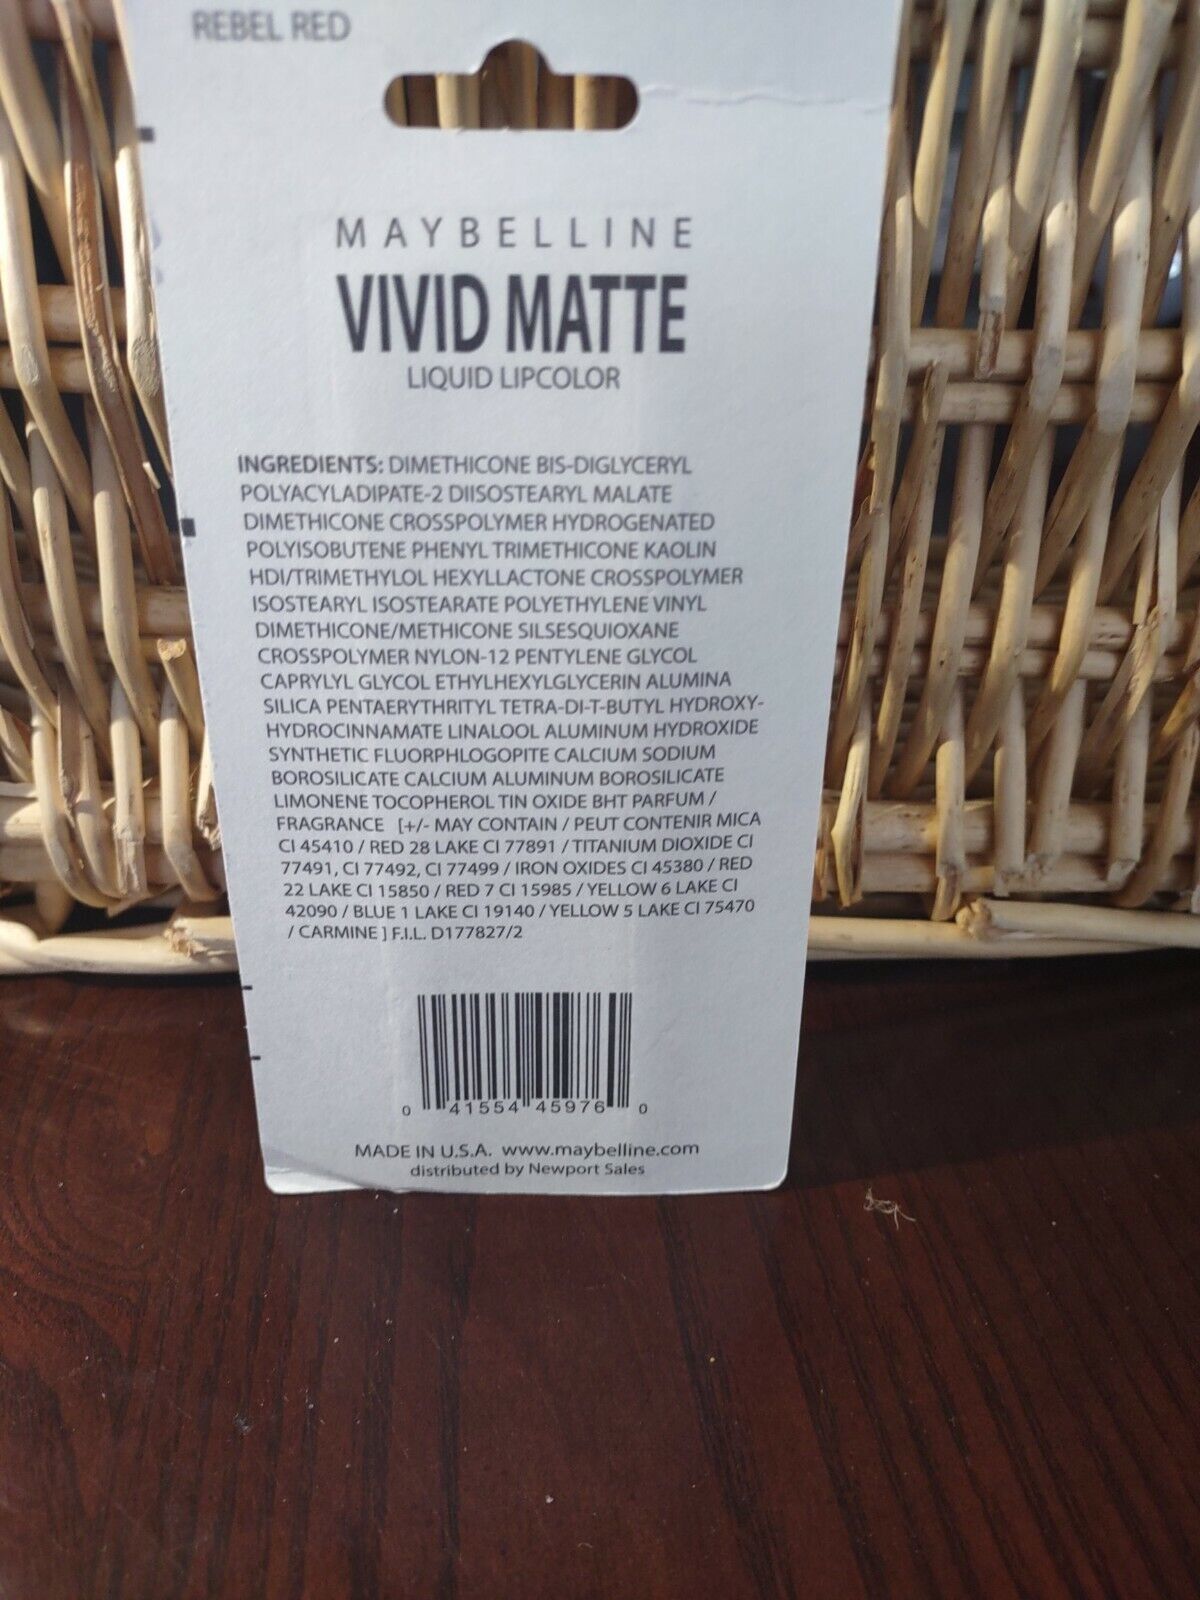 REBEL RED
MAYBELLINE
VIVID MATTE
LIQUID LIPCOLOR
INGREDIENTS: DIMETHICONE BIS-DIGLYCERYL
POLYACYLADIPATE-2 DIISOSTEARYL MALATE
DIMETHICONE CROSSPOLYMER HYDROGENATED
POLYISOBUTENE PHENYL TRIMETHICONE KAOLIN
HDI/TRIMETHYLOL HEXYLLACTONE CROSSPOLYMER
ISOSTEARYL ISOSTEARATE POLYETHYLENE VINYL
DIMETHICONE/METHICONE SILSESQUIOXANE
CROSSPOLYMER NYLON-12 PENTYLENE GLYCOL
CAPRYLYL GLYCOL ETHYLHEXYLGLYCERIN ALUMINA
SILICA PENTAERYTHRITYL TETRA-DI-T-BUTYL HYDROXY-
HYDROCINNAMATE LINALOOL ALUMINUM HYDROXIDE
SYNTHETIC FLUORPHLOGOPITE CALCIUM SODIUM
BOROSILICATE CALCIUM ALUMINUM BOROSILICATE
LIMONENE TOCOPHEROL TIN OXIDE BHT PARFUM /
FRAGRANCE [+/- MAY CONTAIN / PEUT CONTENIR MICA
CI 45410 / RED 28 LAKE CI 77891 / TITANIUM DIOXIDE CI
77491, CI 77492, CI 77499 / IRON OXIDES CI 45380 / RED
22 LAKE CI 15850 / RED 7 CI 15985 / YELLOW 6 LAKE CI
42090 / BLUE 1 LAKE CI 19140 / YELLOW 5 LAKE CI 75470
/ CARMINE ] F.I.L. D177827/2
0 41554 45976 0
MADE IN U.S.A. www.maybelline.com
distributed by Newport Sales